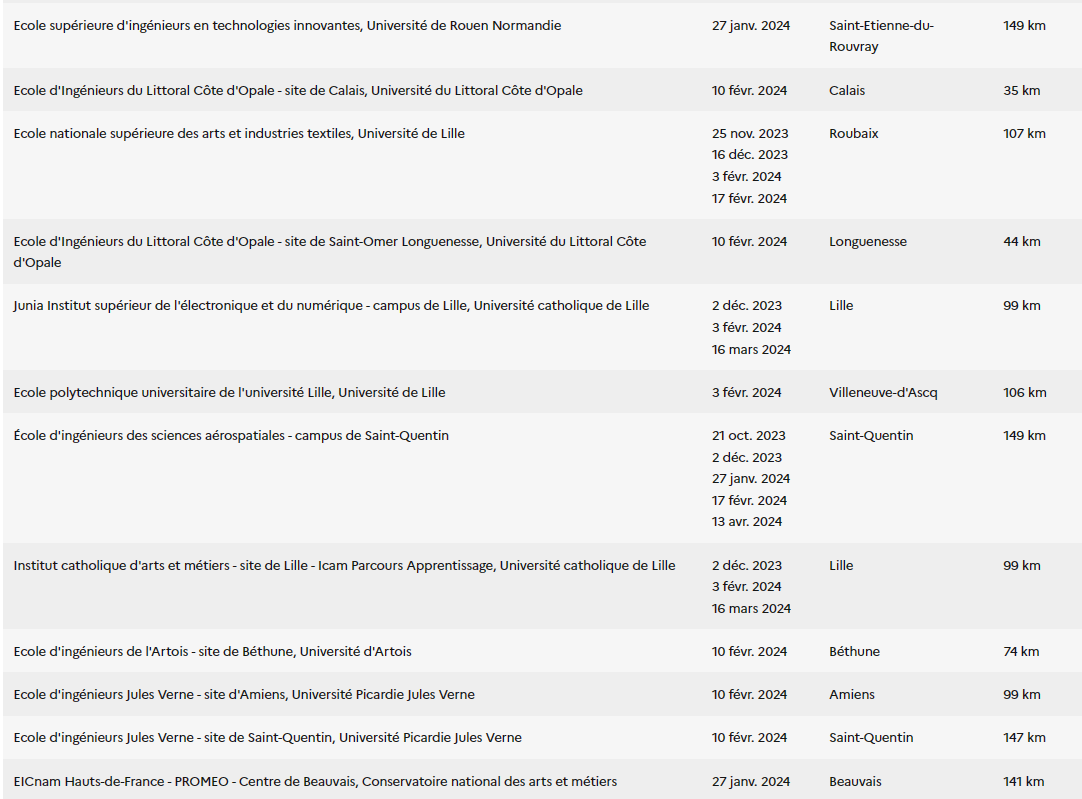 Ecole supérieure d'ingénieurs en technologies innovantes, Université de Rouen Normandie 27 janv. 2024 Saint-Etienne-du- 149 km
Rouvray
Ecole d'Ingénieurs du Littoral Côte d'Opale - site de Calais, Université du Littoral Côte d'Opale 10 févr. 2024 Calais 35 km
Ecole nationale supérieure des arts et industries textiles, Université de Lille 25 nov. 2023 Roubaix 107 km
16 déc. 2023
3 févr. 2024
17 févr. 2024
Ecole d'Ingénieurs du Littoral Côte d'Opale - site de Saint-Omer Longuenesse, Université du Littoral Côte 10 févr. 2024 Longuenesse 44 km
d'Opale
Junia Institut supérieur de l'électronique et du numérique - campus de Lille, Université catholique de Lille 2 déc. 2023 Lille 99 km
3 févr. 2024
16 mars 2024
Ecole polytechnique universitaire de l'université Lille, Université de Lille 3 févr. 2024 Villeneuve-d'Ascq 106 km
École d'ingénieurs des sciences aérospatiales - campus de Saint-Quentin 21 oct. 2023 Saint-Quentin 149 km
2 déc. 2023
27 janv. 2024
17 févr. 2024
13 avr. 2024
Institut catholique d'arts et métiers - site de Lille - Icam Parcours Apprentissage, Université catholique de Lille 2 déc. 2023 Lille 99 km
3 févr. 2024
16 mars 2024
Ecole d'ingénieurs de l'Artois - site de Béthune, Université d'Artois 10 févr. 2024 Béthune 74 km
Ecole d'ingénieurs Jules Verne - site d'Amiens, Université Picardie Jules Verne 10 févr. 2024 Amiens 99 km
Ecole d'ingénieurs Jules Verne - site de Saint-Quentin, Université Picardie Jules Verne 10 févr. 2024 Saint-Quentin 147 km
EICnam Hauts-de-France - PROMEO - Centre de Beauvais, Conservatoire national des arts et métiers 27 janv. 2024 Beauvais 141 km